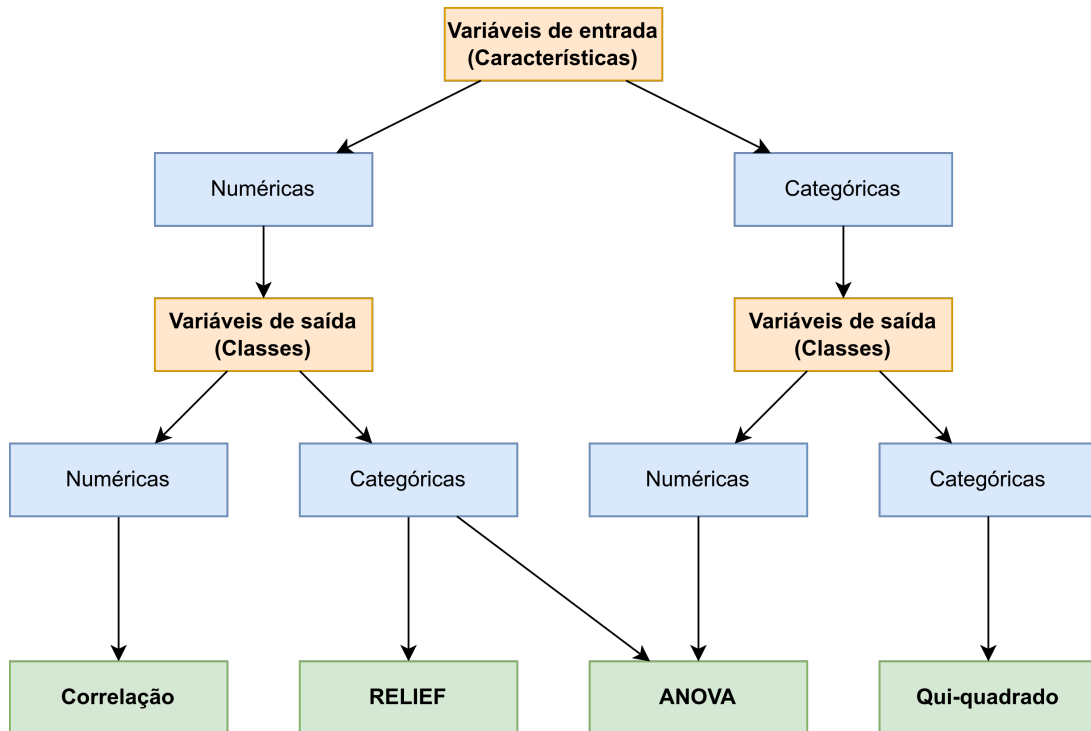 Variáveis de entrada
(Características)
Numéricas
Categóricas
Variáveis de saída
(Classes)
Variáveis de saída
(Classes)
Numéricas
Categóricas
Numéricas
Categóricas
Correlação
RELIEF
ANOVA
Qui-quadrado